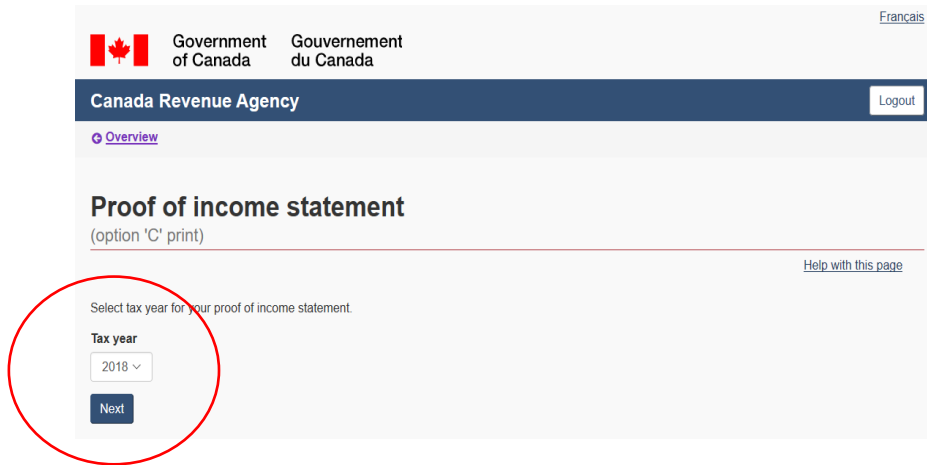 Français
Government Gouvernement
of Canada du Canada
Canada Revenue Agency Logout
Overview
Proof of income statement
(option 'C' print)
Help with this page
Select tax year for your proof of income statement.
Tax year
2018
Next